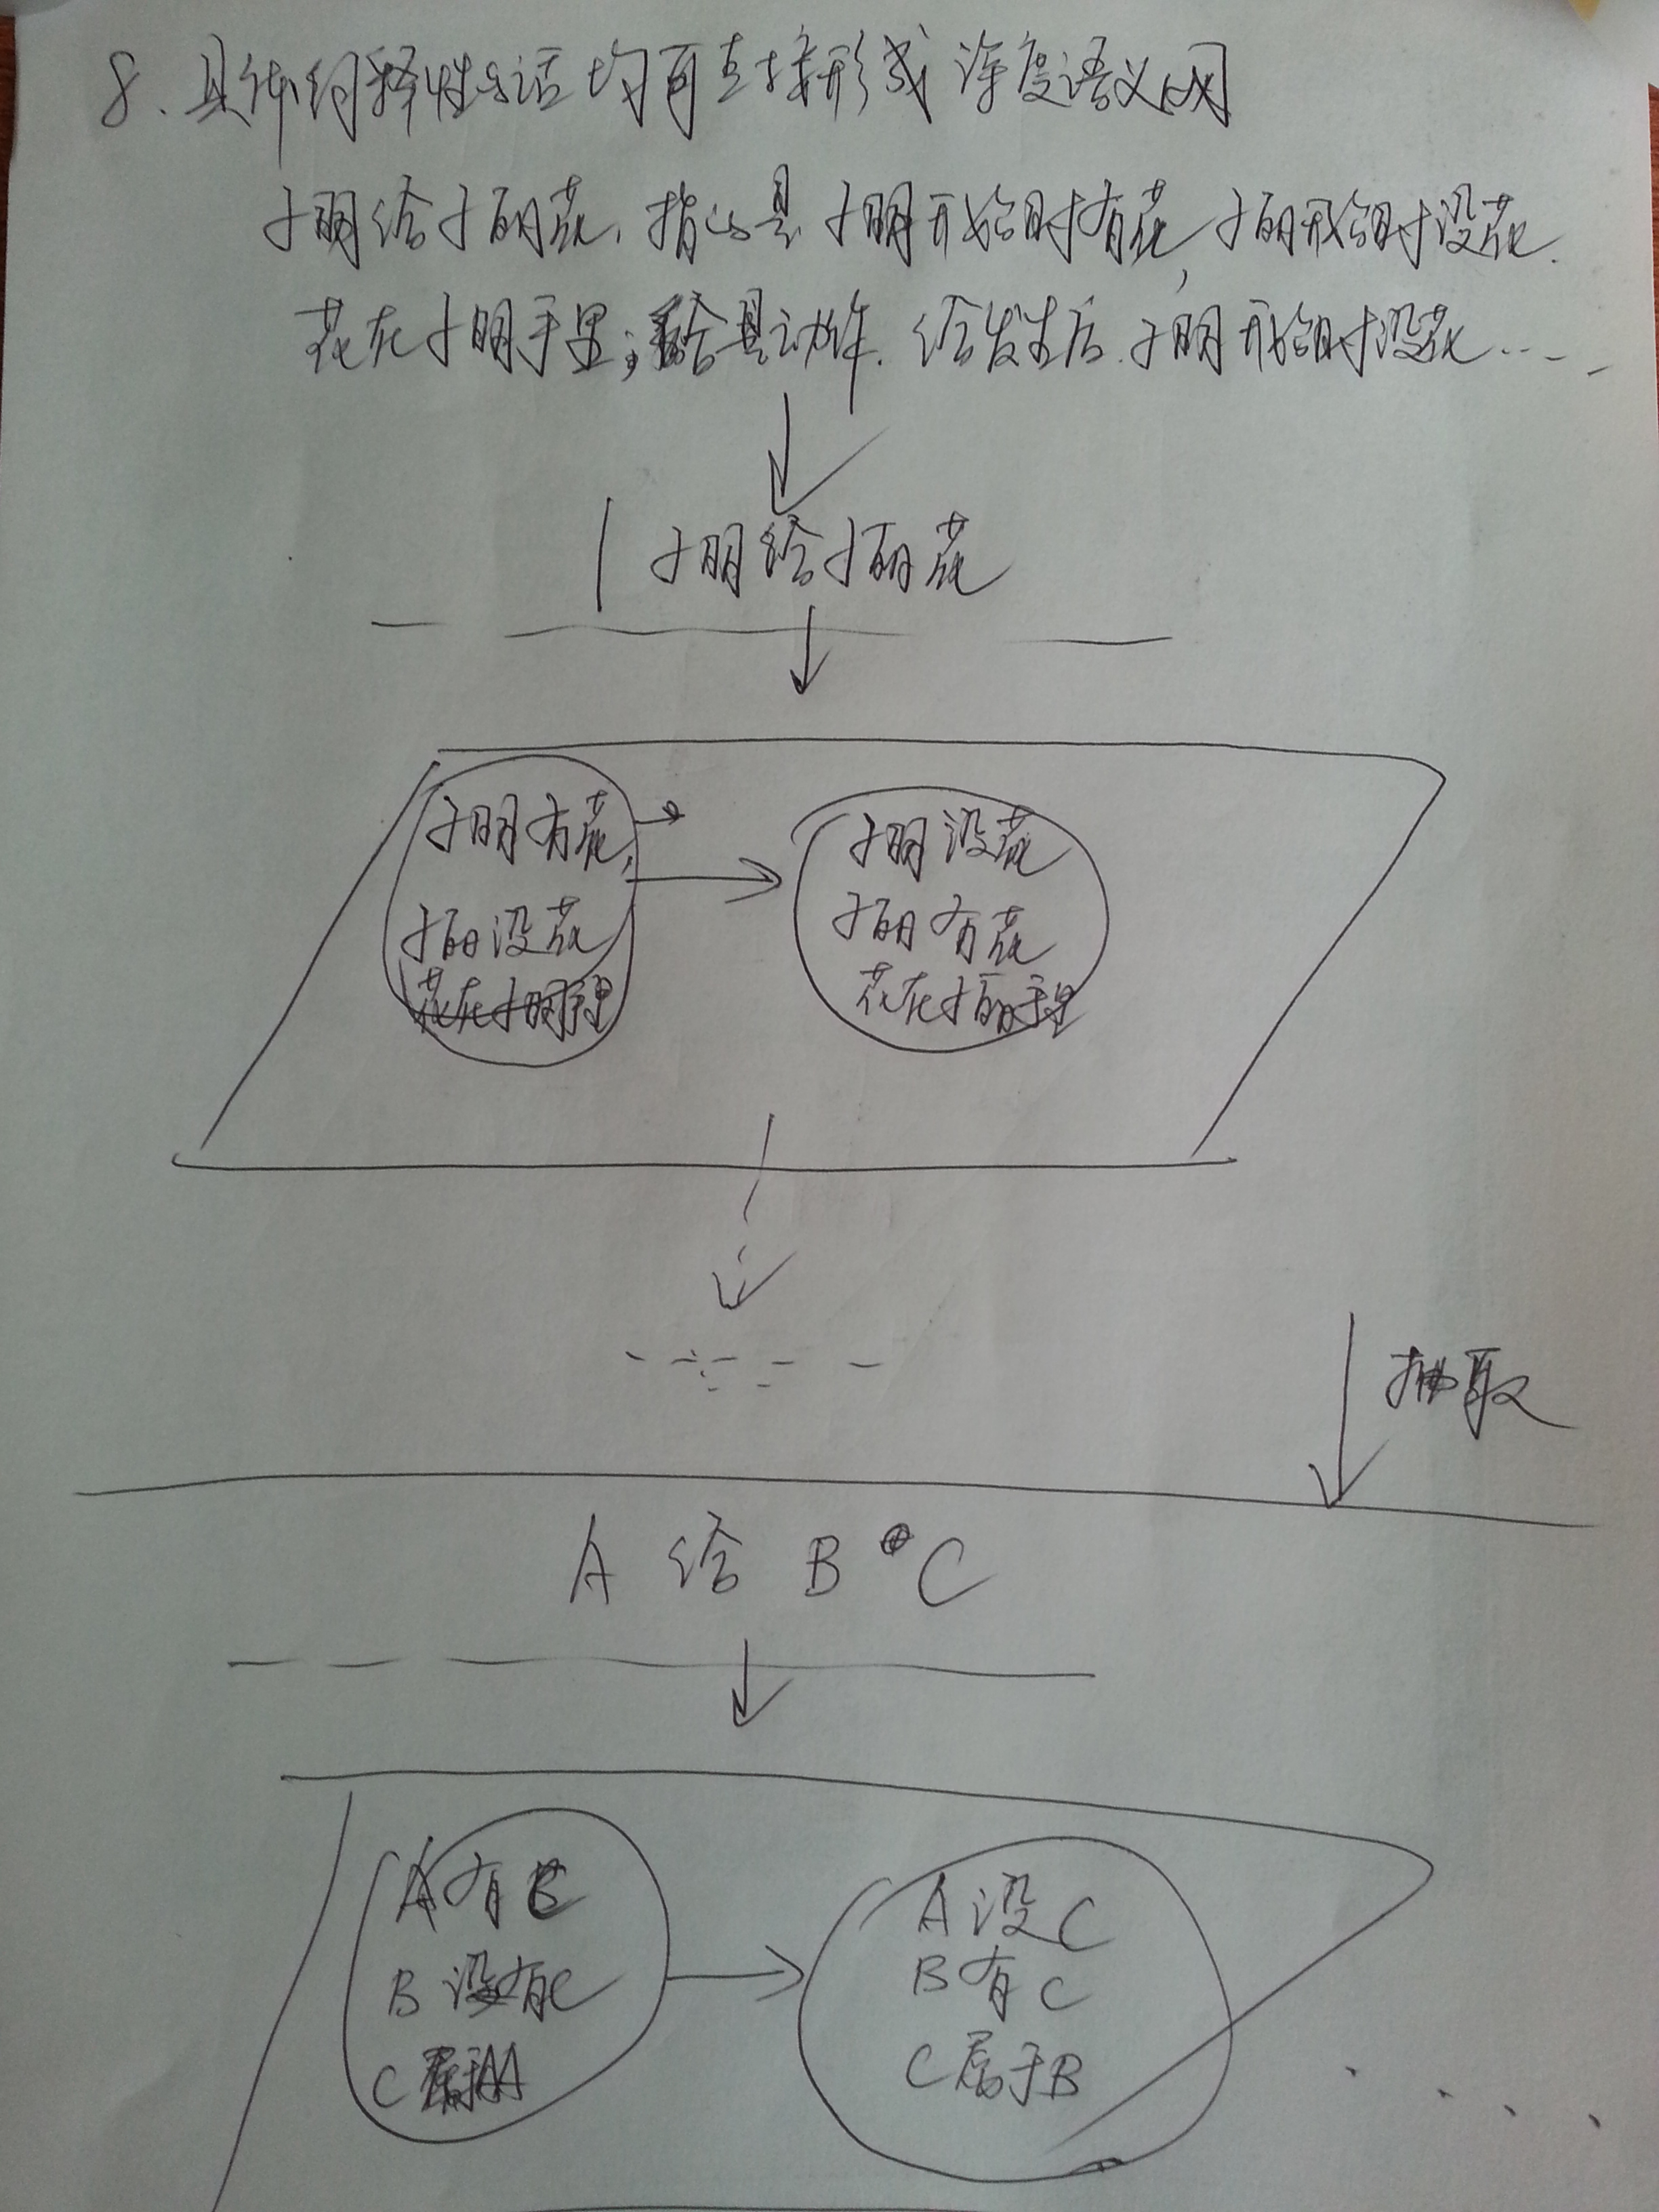 8. 具体的释性的话均可直接形成深度语义网
小明给小丽花, 指的是小明开始时有花, 小丽开始时没花.
花在小明手里; 给是动作. 给发生后小明开始时没花……
小明给小丽花
小明有花,
小丽没花
花在小明手里
小明没花
小丽有花
花在小丽手里
抽取
A 给 B C
A 有 C
B 没有C
C 属于A
A 没 C
B 有 C
C 属于 B